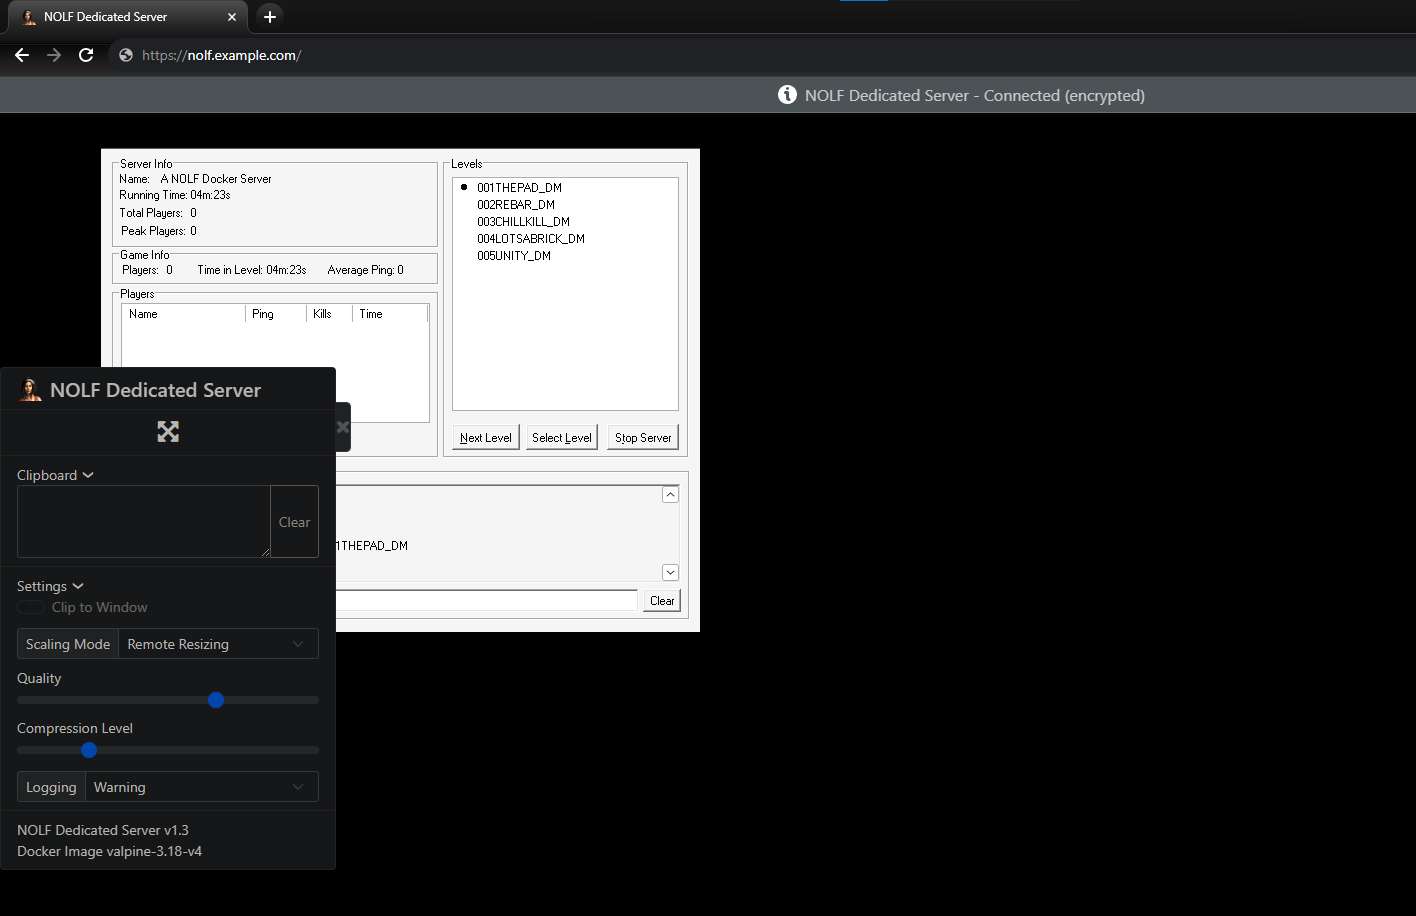 NOLF Dedicated Server
https://nolf.example.com/
NOLF Dedicated Server - Connected (encrypted)
Server Info
Name: A NOLF Docker Server
Running Time: 04m:23s
Total Players: 0
Peak Players: 0
Game Info
Players: 0 Time in Level: 04m:23s Average Ping: 0
Players
Name Ping Kills Time
Levels
001THEPAD_DM
002REBAR_DM
003CHILLKILL_DM
004LOTSABRICK_DM
005UNITY_DM
Next Level Select Level Stop Server
1THEPAD_DM
Clear
NOLF Dedicated Server
Clipboard
Clear
Settings
Clip to Window
Scaling Mode Remote Resizing
Quality
Compression Level
Logging Warning
NOLF Dedicated Server v1.3
Docker Image valpine-3.18-v4